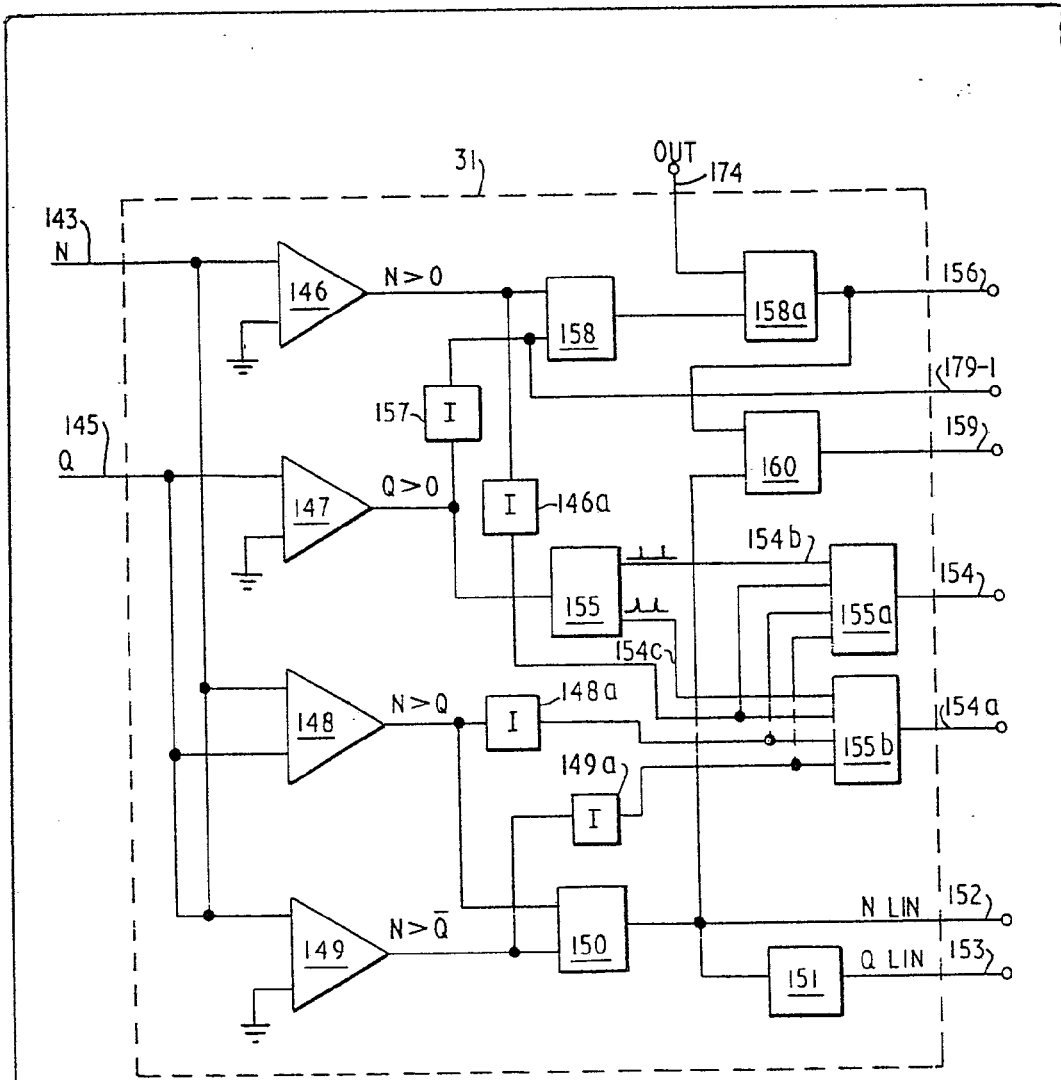 OUT
31
174
143
N
146
N > 0
158
158a
156
179-1
157
I
145
Q
147
Q > 0
I
146a
160
159
155
154b
155a
154
154c
148
N > Q
148a
I
155b
154a
149a
I
149
N > Q̅
150
N LIN
152
151
Q LIN
153